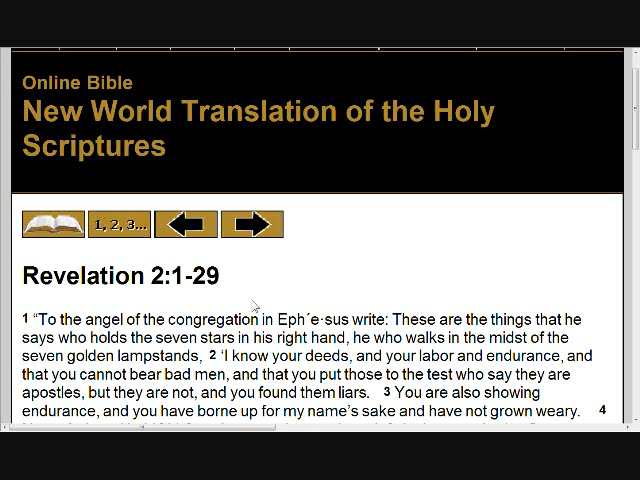 Online Bible
New World Translation of the Holy
Scriptures
1, 2, 3...
Revelation 2:1-29
1 “To the angel of the congregation in Eph´e·sus write: These are the things that he
says who holds the seven stars in his right hand, he who walks in the midst of the
seven golden lampstands, 2 ‘I know your deeds, and your labor and endurance, and
that you cannot bear bad men, and that you put those to the test who say they are
apostles, but they are not, and you found them liars. 3 You are also showing
endurance, and you have borne up for my name’s sake and have not grown weary. 4